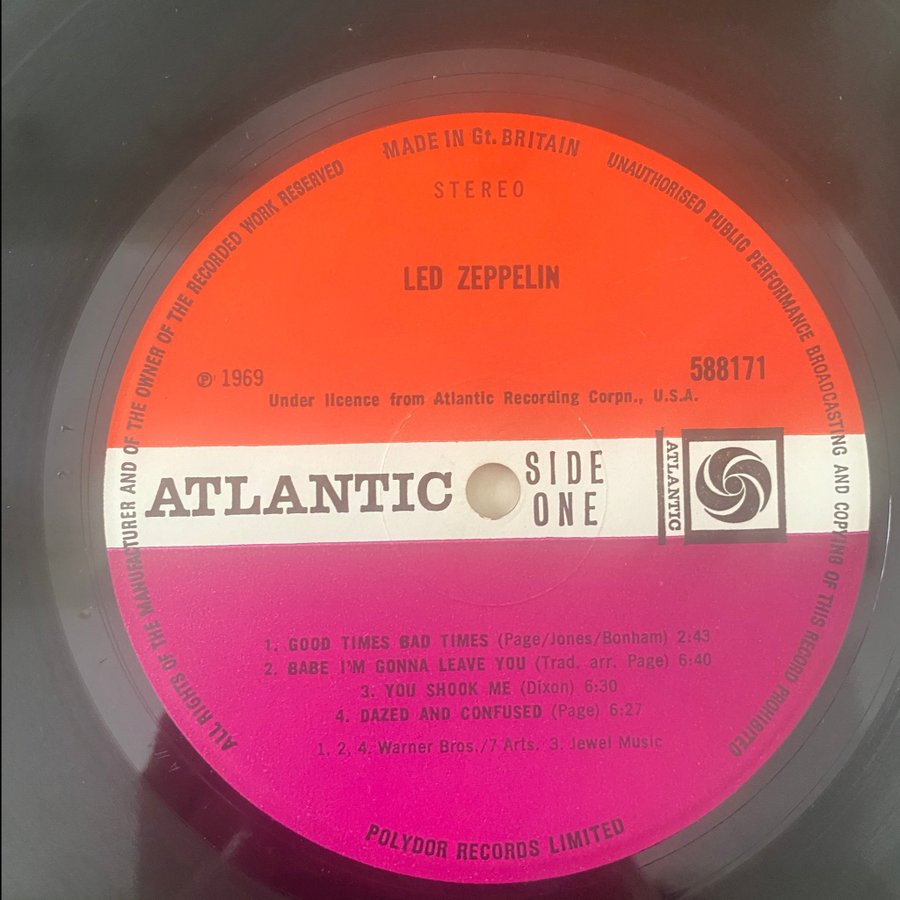 MADE IN Gt. BRITAIN
UNAUTHORISED PUBLIC PERFORMANCE BROADCASTING AND COPYING OF THIS RECORD PROHIBITED
ALL RIGHTS OF THE MANUFACTURER AND OF THE OWNER OF THE RECORDED WORK RESERVED
STEREO
LED ZEPPELIN
℗ 1969
588171
Under licence from Atlantic Recording Corpn., U.S.A.
ATLANTIC
SIDE
ONE
ATLANTIC
1. GOOD TIMES BAD TIMES (Page/Jones/Bonham) 2:43
2. BABE I'M GONNA LEAVE YOU (Trad. arr. Page) 6:40
3. YOU SHOOK ME (Dixon) 6:30
4. DAZED AND CONFUSED (Page) 6:27
1. 2, 4. Warner Bros./7 Arts. 3. Jewel Music
POLYDOR RECORDS LIMITED